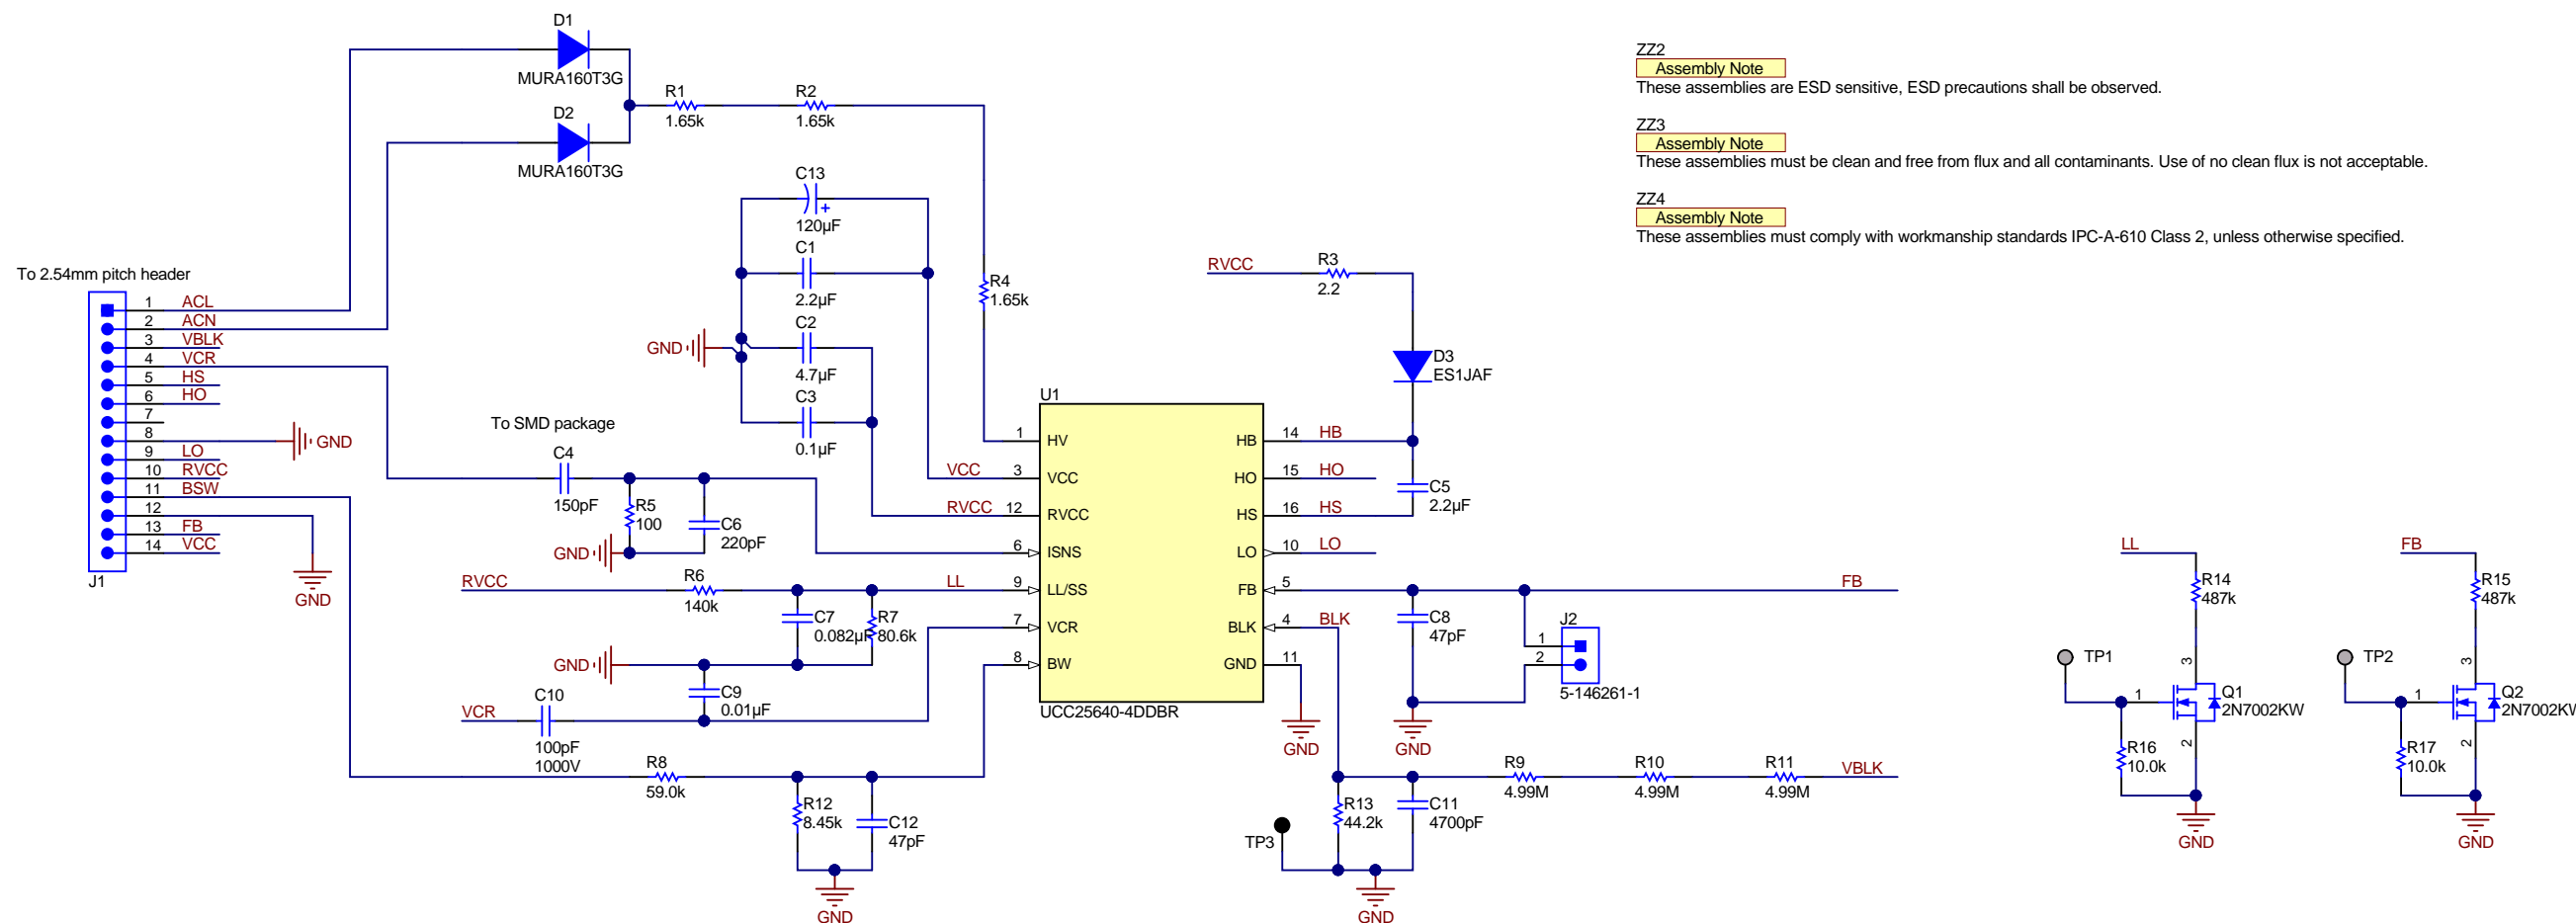 D1
MURA160T3G
D2
MURA160T3G
R1
1.65k
R2
1.65k
C13
120µF
C1
2.2µF
C2
4.7µF
C3
0.1µF
GND
R4
1.65k
ZZ2
Assembly Note
These assemblies are ESD sensitive, ESD precautions shall be observed.
ZZ3
Assembly Note
These assemblies must be clean and free from flux and all contaminants. Use of no clean flux is not acceptable.
ZZ4
Assembly Note
These assemblies must comply with workmanship standards IPC-A-610 Class 2, unless otherwise specified.
To 2.54mm pitch header
1 ACL
2 ACN
3 VBLK
4 VCR
5 HS
6 HO
7
8 GND
9 LO
10 RVCC
11 BSW
12
13 FB
14 VCC
J1
GND
To SMD package
C4
150pF
R5
100
C6
220pF
GND
RVCC
R6
140k
LL
C7
0.082µF
R7
80.6k
GND
C9
0.01µF
VCR
C10
100pF
1000V
R8
59.0k
R12
8.45k
C12
47pF
GND
VCC
RVCC
U1
1 HV
3 VCC
12 RVCC
6 ISNS
9 LL/SS
7 VCR
8 BW
HB 14 HB
HO 15 HO
HS 16 HS
LO 10 LO
FB 5
BLK 4 BLK
GND 11
UCC25640-4DDBR
GND
RVCC
R3
2.2
D3
ES1JAF
C5
2.2µF
FB
C8
47pF
GND
J2
1
2
5-146261-1
R9
4.99M
R10
4.99M
R11
4.99M
VBLK
R13
44.2k
C11
4700pF
TP3
GND
LL
R14
487k
TP1
3
1
2
Q1
2N7002KW
R16
10.0k
GND
FB
R15
487k
TP2
3
1
2
Q2
2N7002KW
R17
10.0k
GND